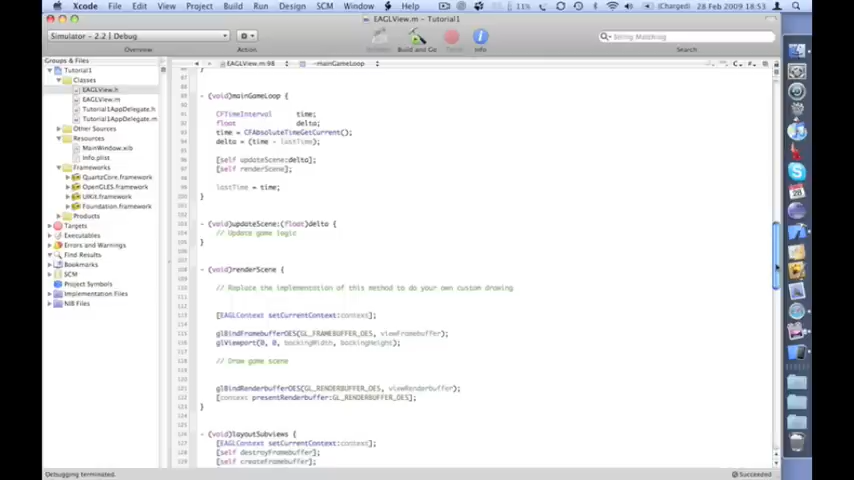 Xcode File Edit View Project Build Run Design SCM Window Help 11% (Charged) 28 Feb 2009 18:53
EAGLView.m - Tutorial1
Simulator - 2.2 | Debug
String Matching
Overview Action Build and Go Info Search
Groups & Files
EAGLView.m:98 -mainGameLoop
Tutorial1
Classes
EAGLView.h
EAGLView.m
Tutorial1AppDelegate.h
Tutorial1AppDelegate.m
Other Sources
Resources
MainWindow.xib
Info.plist
Frameworks
QuartzCore.framework
OpenGLES.framework
UIKit.framework
Foundation.framework
Products
Targets
Executables
Errors and Warnings
Find Results
Bookmarks
SCM
Project Symbols
Implementation Files
NIB Files
}
- (void)mainGameLoop {
CFTimeInterval time;
float delta;
time = CFAbsoluteTimeGetCurrent();
delta = (time - lastTime);
[self updateScene:delta];
[self renderScene];
lastTime = time;
}
- (void)updateScene:(float)delta {
// Update game logic
}
- (void)renderScene {
// Replace the implementation of this method to do your own custom drawing
[EAGLContext setCurrentContext:context];
glBindFramebufferOES(GL_FRAMEBUFFER_OES, viewFramebuffer);
glViewport(0, 0, backingWidth, backingHeight);
// Draw game scene
glBindRenderbufferOES(GL_RENDERBUFFER_OES, viewRenderbuffer);
[context presentRenderbuffer:GL_RENDERBUFFER_OES];
}
- (void)layoutSubviews {
[EAGLContext setCurrentContext:context];
[self destroyFramebuffer];
[self createFramebuffer];
Debugging terminated.
Succeeded